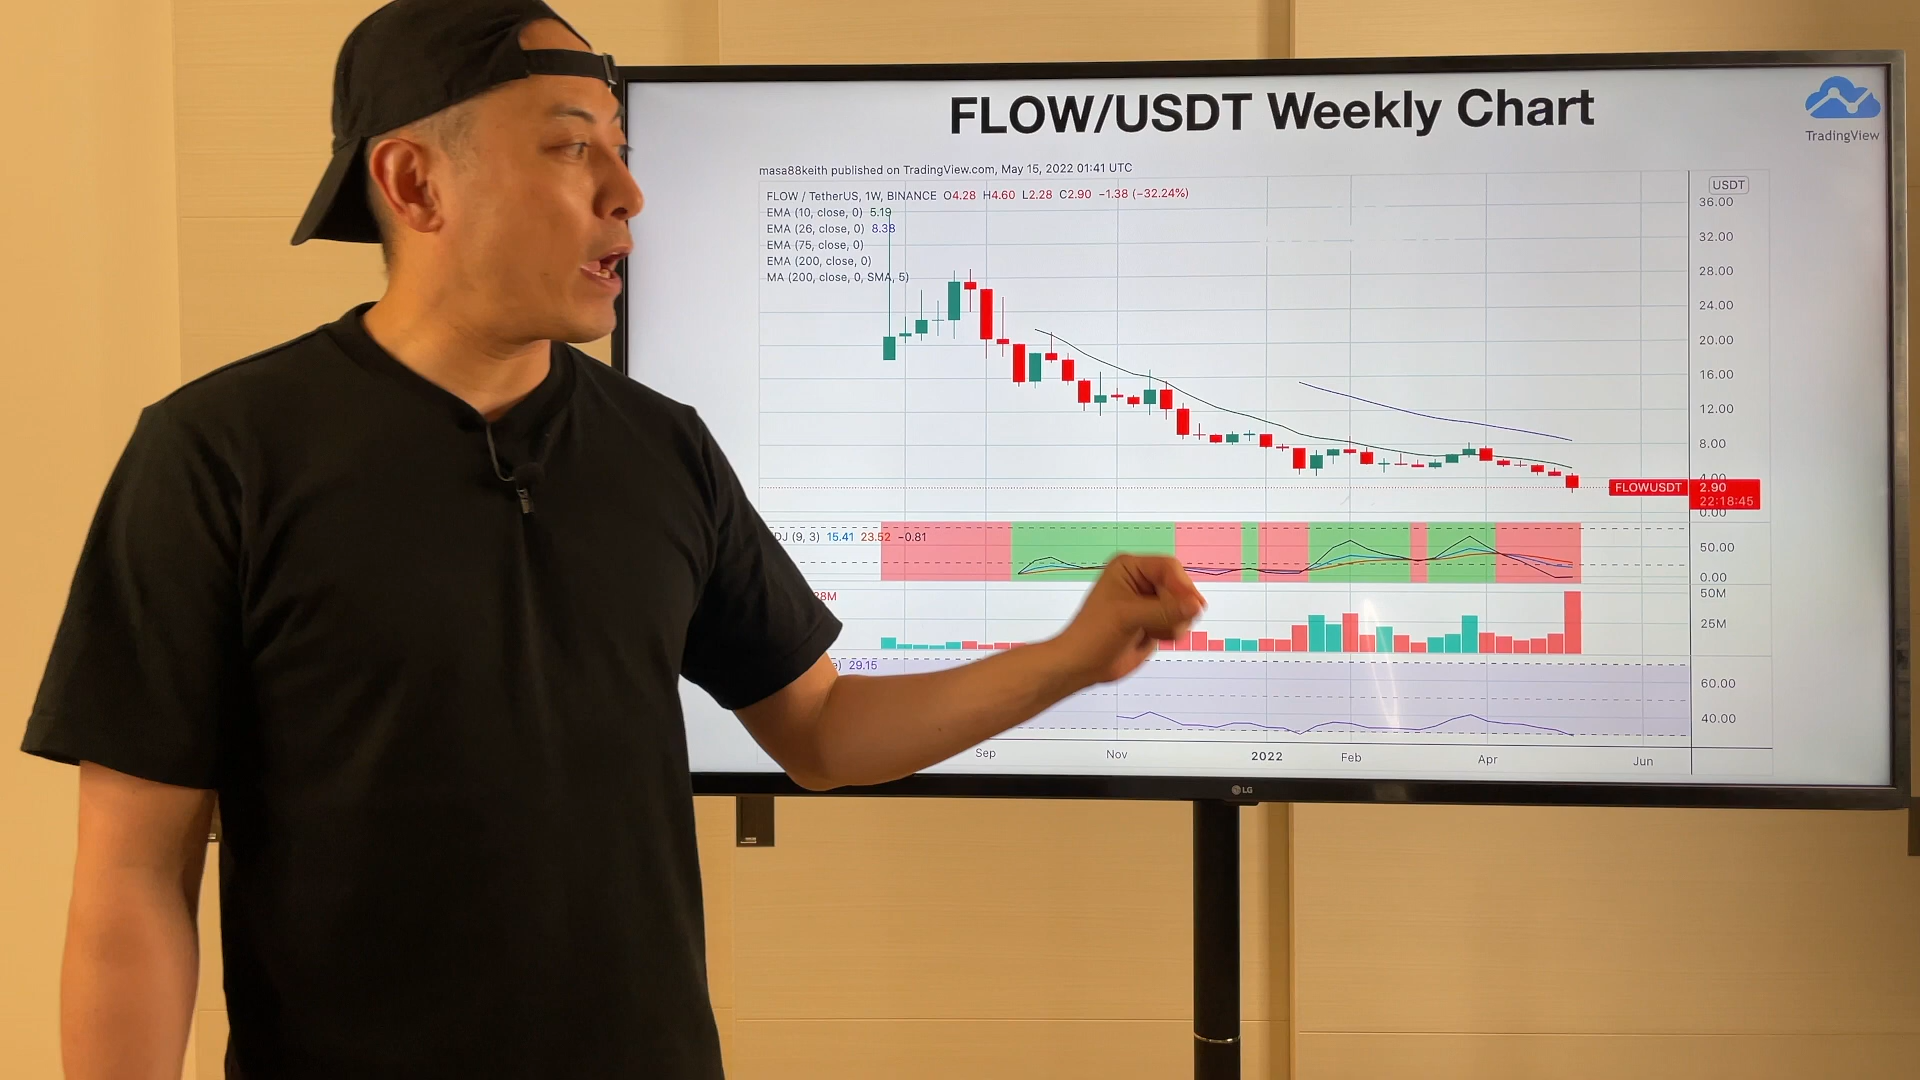 FLOW/USDT Weekly Chart
TradingView
masa88keith published on TradingView.com, May 15, 2022 01:41 UTC
FLOW / TetherUS, 1W, BINANCE O4.28 H4.60 L2.28 C2.90 −1.38 (−32.24%)
EMA (10, close, 0) 5.19
EMA (26, close, 0) 8.38
EMA (75, close, 0)
EMA (200, close, 0)
MA (200, close, 0, SMA, 5)
USDT
36.00
32.00
28.00
24.00
20.00
16.00
12.00
8.00
4.00
FLOWUSDT 2.90
22:18:45
0.00
DJ (9, 3) 15.41 23.52 −0.81
50.00
0.00
28M
50M
25M
29.15
60.00
40.00
Sep Nov 2022 Feb Apr Jun
LG